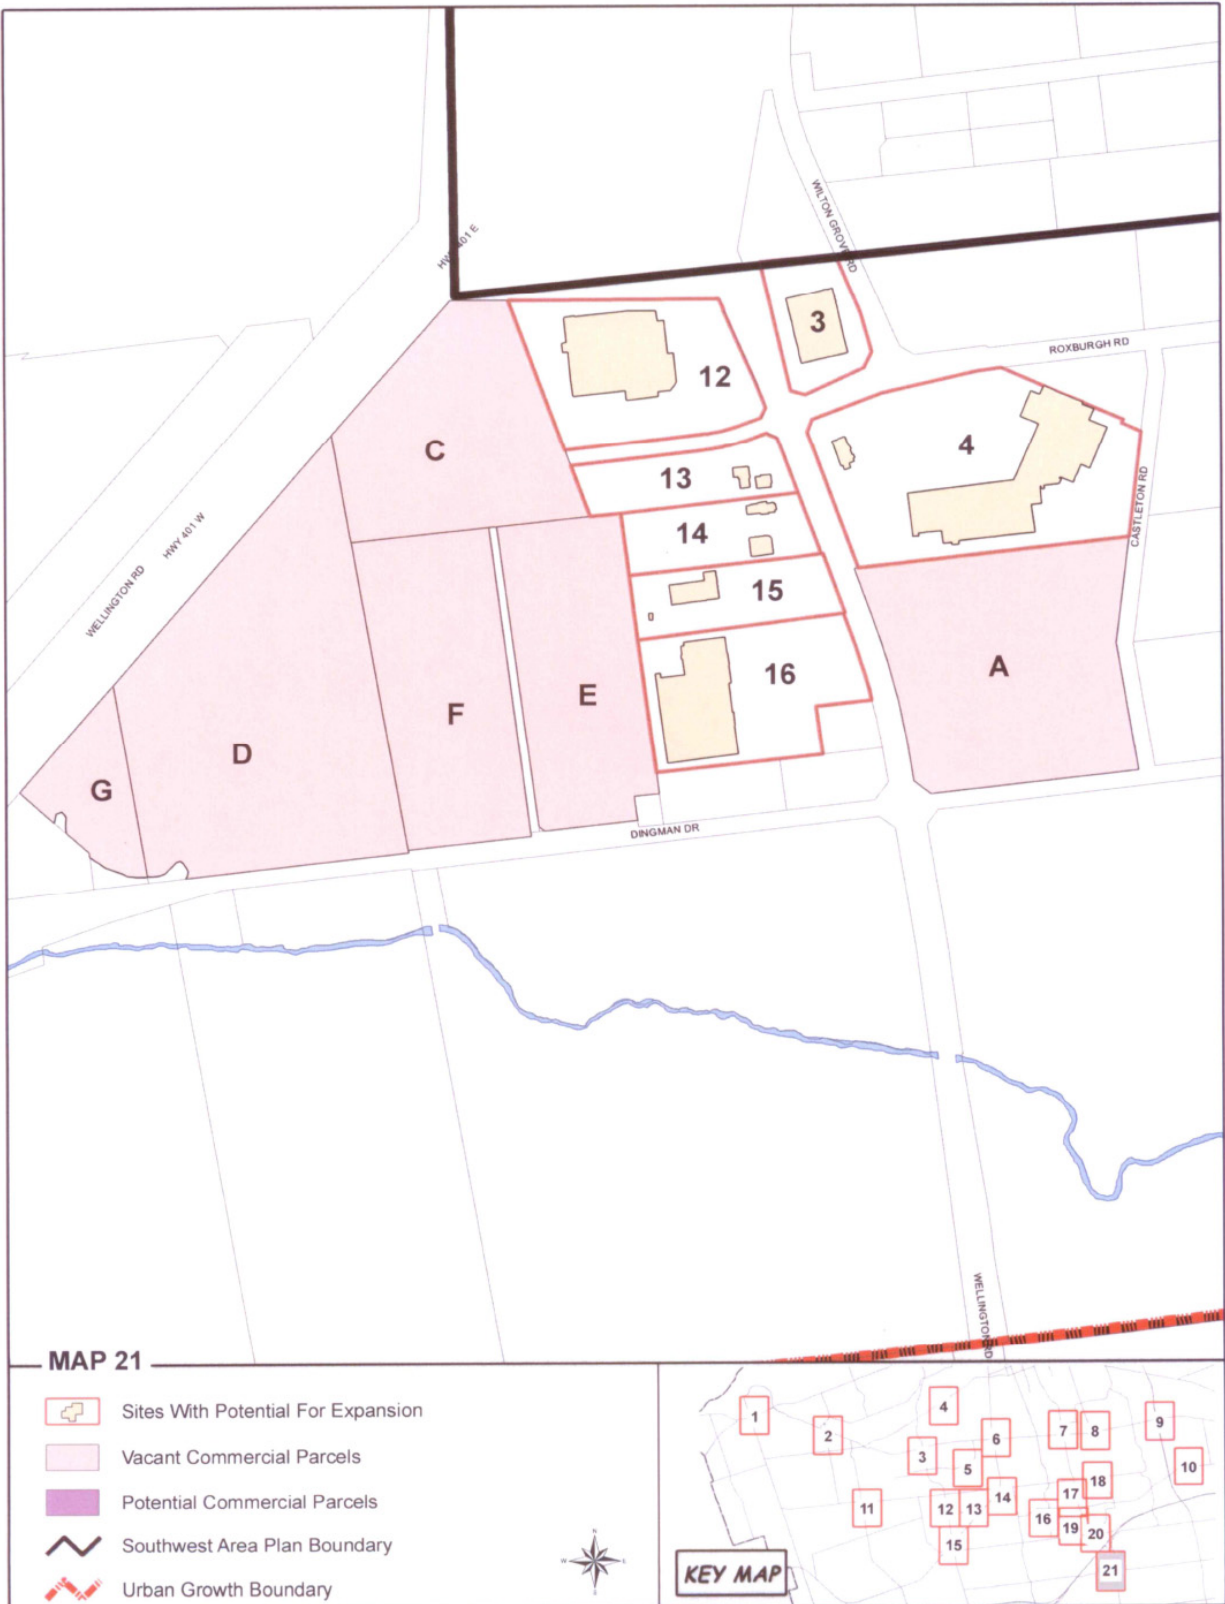 WILTON GROVE RD
HWY 401 E
3
ROXBURGH RD
12
C
4
13
CASTLETON RD
HWY 401 W
14
15
WELLINGTON RD
A
16
E
F
D
G
DINGMAN DR
WELLINGTON RD
MAP 21
Sites With Potential For Expansion
Vacant Commercial Parcels
Potential Commercial Parcels
Southwest Area Plan Boundary
Urban Growth Boundary
N
W E
S
1
2
4
3
6
5
7
8
9
10
11
12
13
14
18
17
16
19
20
15
21
KEY MAP